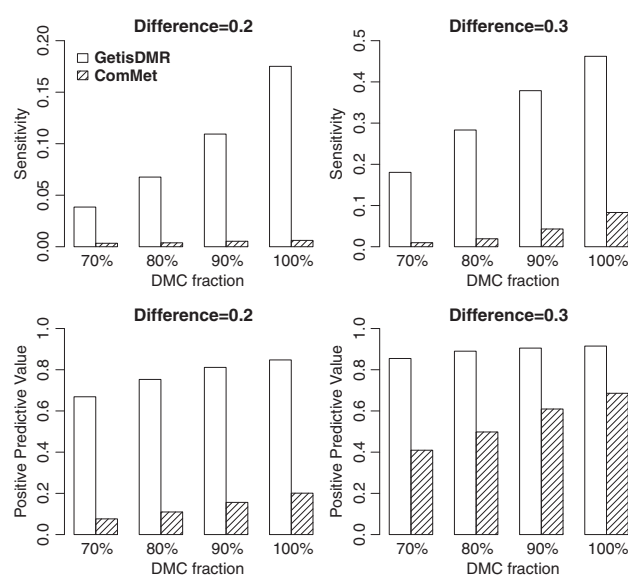 Difference=0.2
Sensitivity
0.00 0.05 0.10 0.15 0.20
GetisDMR
ComMet
70% 80% 90% 100%
DMC fraction
Difference=0.3
Sensitivity
0.0 0.1 0.2 0.3 0.4 0.5
70% 80% 90% 100%
DMC fraction
Difference=0.2
Positive Predictive Value
0.0 0.2 0.4 0.6 0.8 1.0
70% 80% 90% 100%
DMC fraction
Difference=0.3
Positive Predictive Value
0.0 0.2 0.4 0.6 0.8 1.0
70% 80% 90% 100%
DMC fraction